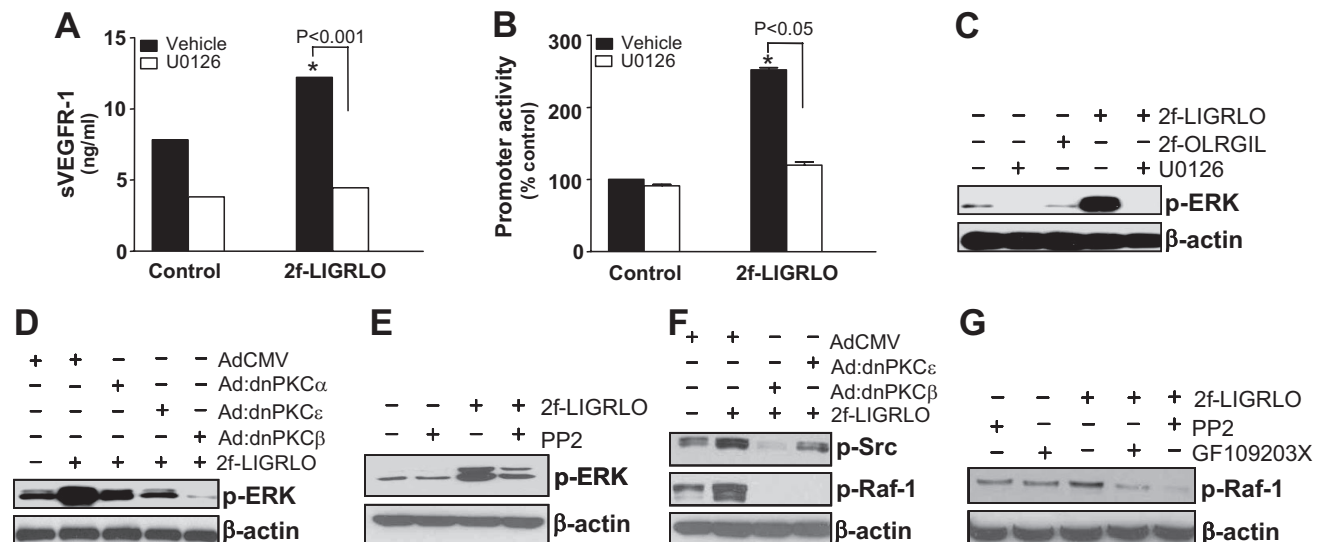 A
sVEGFR-1
(ng/ml)
15
10
5
0
Vehicle
U0126
P<0.001
*
Control
2f-LIGRLO
B
Promoter activity
(% control)
300
200
100
0
Vehicle
U0126
P<0.05
*
Control
2f-LIGRLO
C
– – – + + 2f-LIGRLO
– – + – – 2f-OLRGIL
– + – – + U0126
p-ERK
β-actin
D
+ + – – – AdCMV
– – + – – Ad:dnPKCα
– – – + – Ad:dnPKCε
– – – – + Ad:dnPKCβ
– + + + + 2f-LIGRLO
p-ERK
β-actin
E
– – + + 2f-LIGRLO
– + – + PP2
p-ERK
β-actin
F
+ + – – AdCMV
– – – + Ad:dnPKCε
– – + – Ad:dnPKCβ
– + + + 2f-LIGRLO
p-Src
p-Raf-1
β-actin
G
– – + + + 2f-LIGRLO
+ – – – + PP2
– + – + – GF109203X
p-Raf-1
β-actin